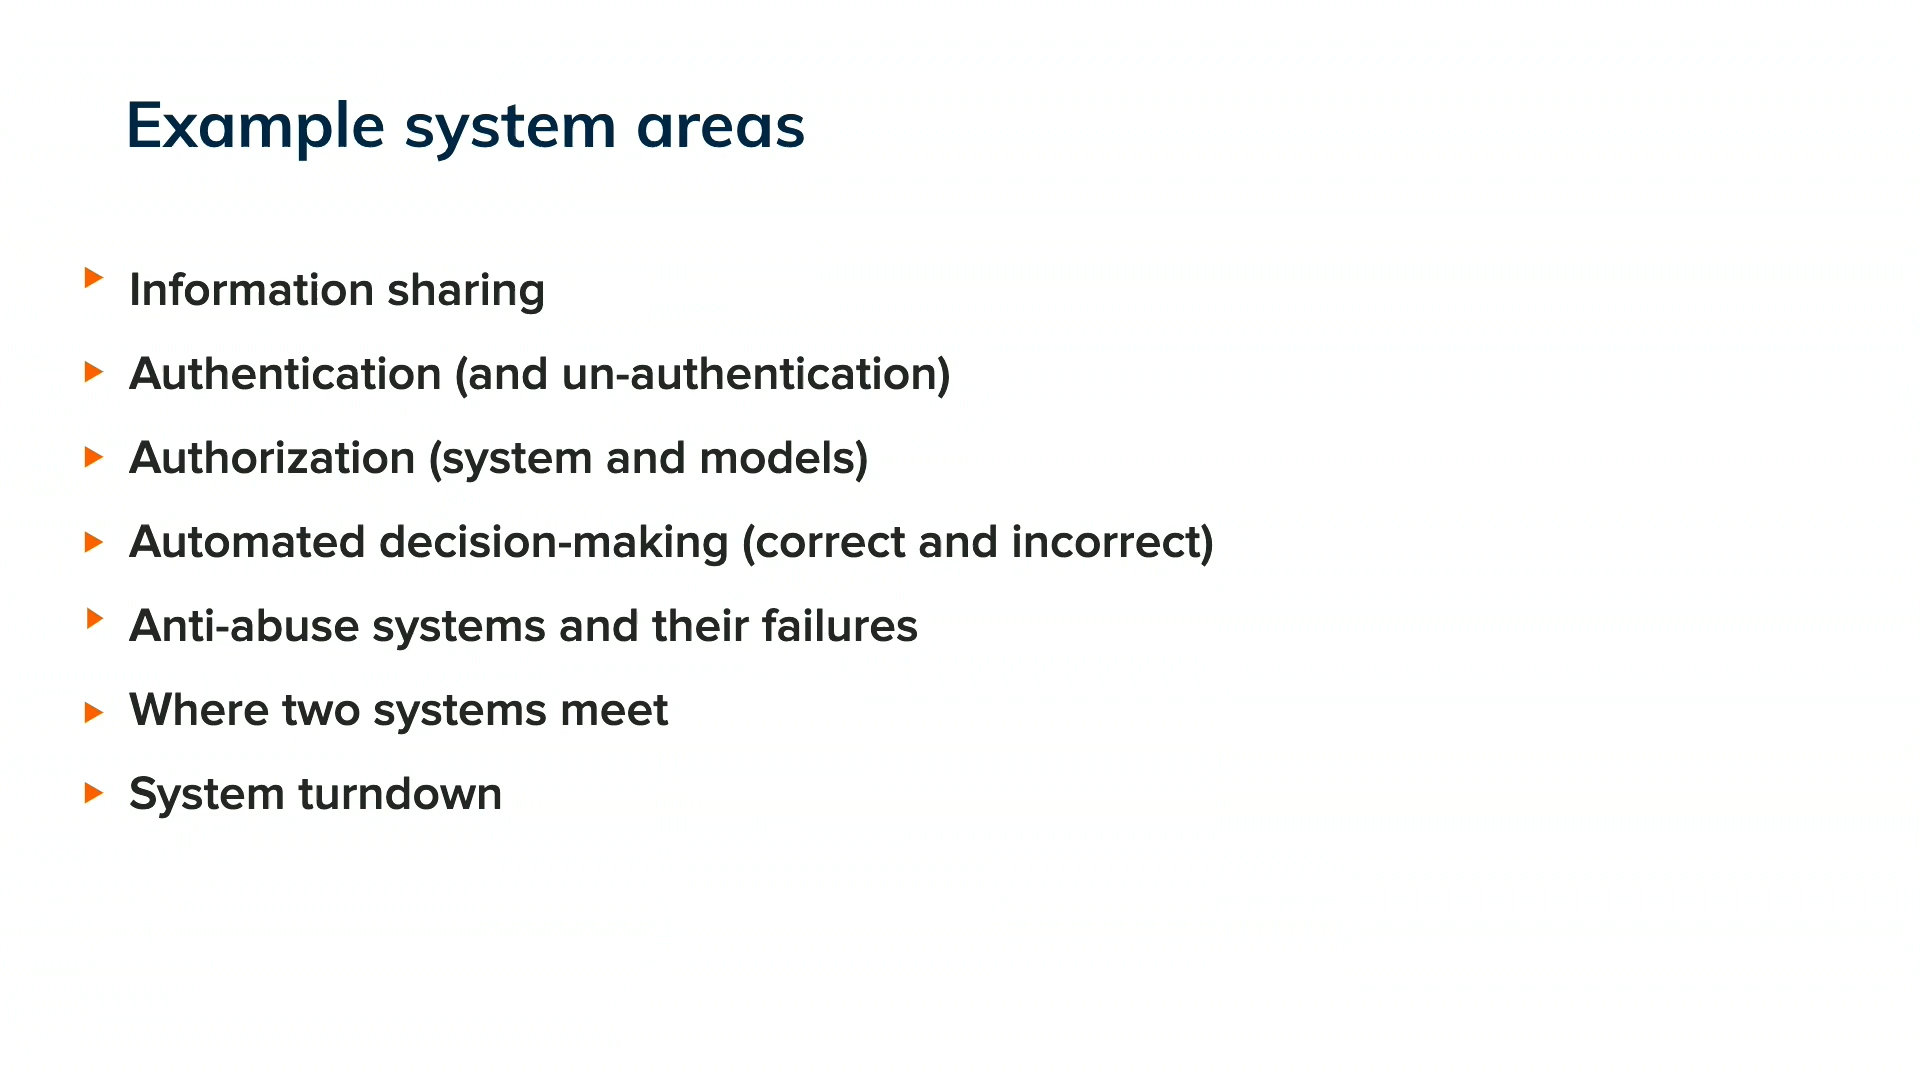 Example system areas
Information sharing
Authentication (and un-authentication)
Authorization (system and models)
Automated decision-making (correct and incorrect)
Anti-abuse systems and their failures
Where two systems meet
System turndown